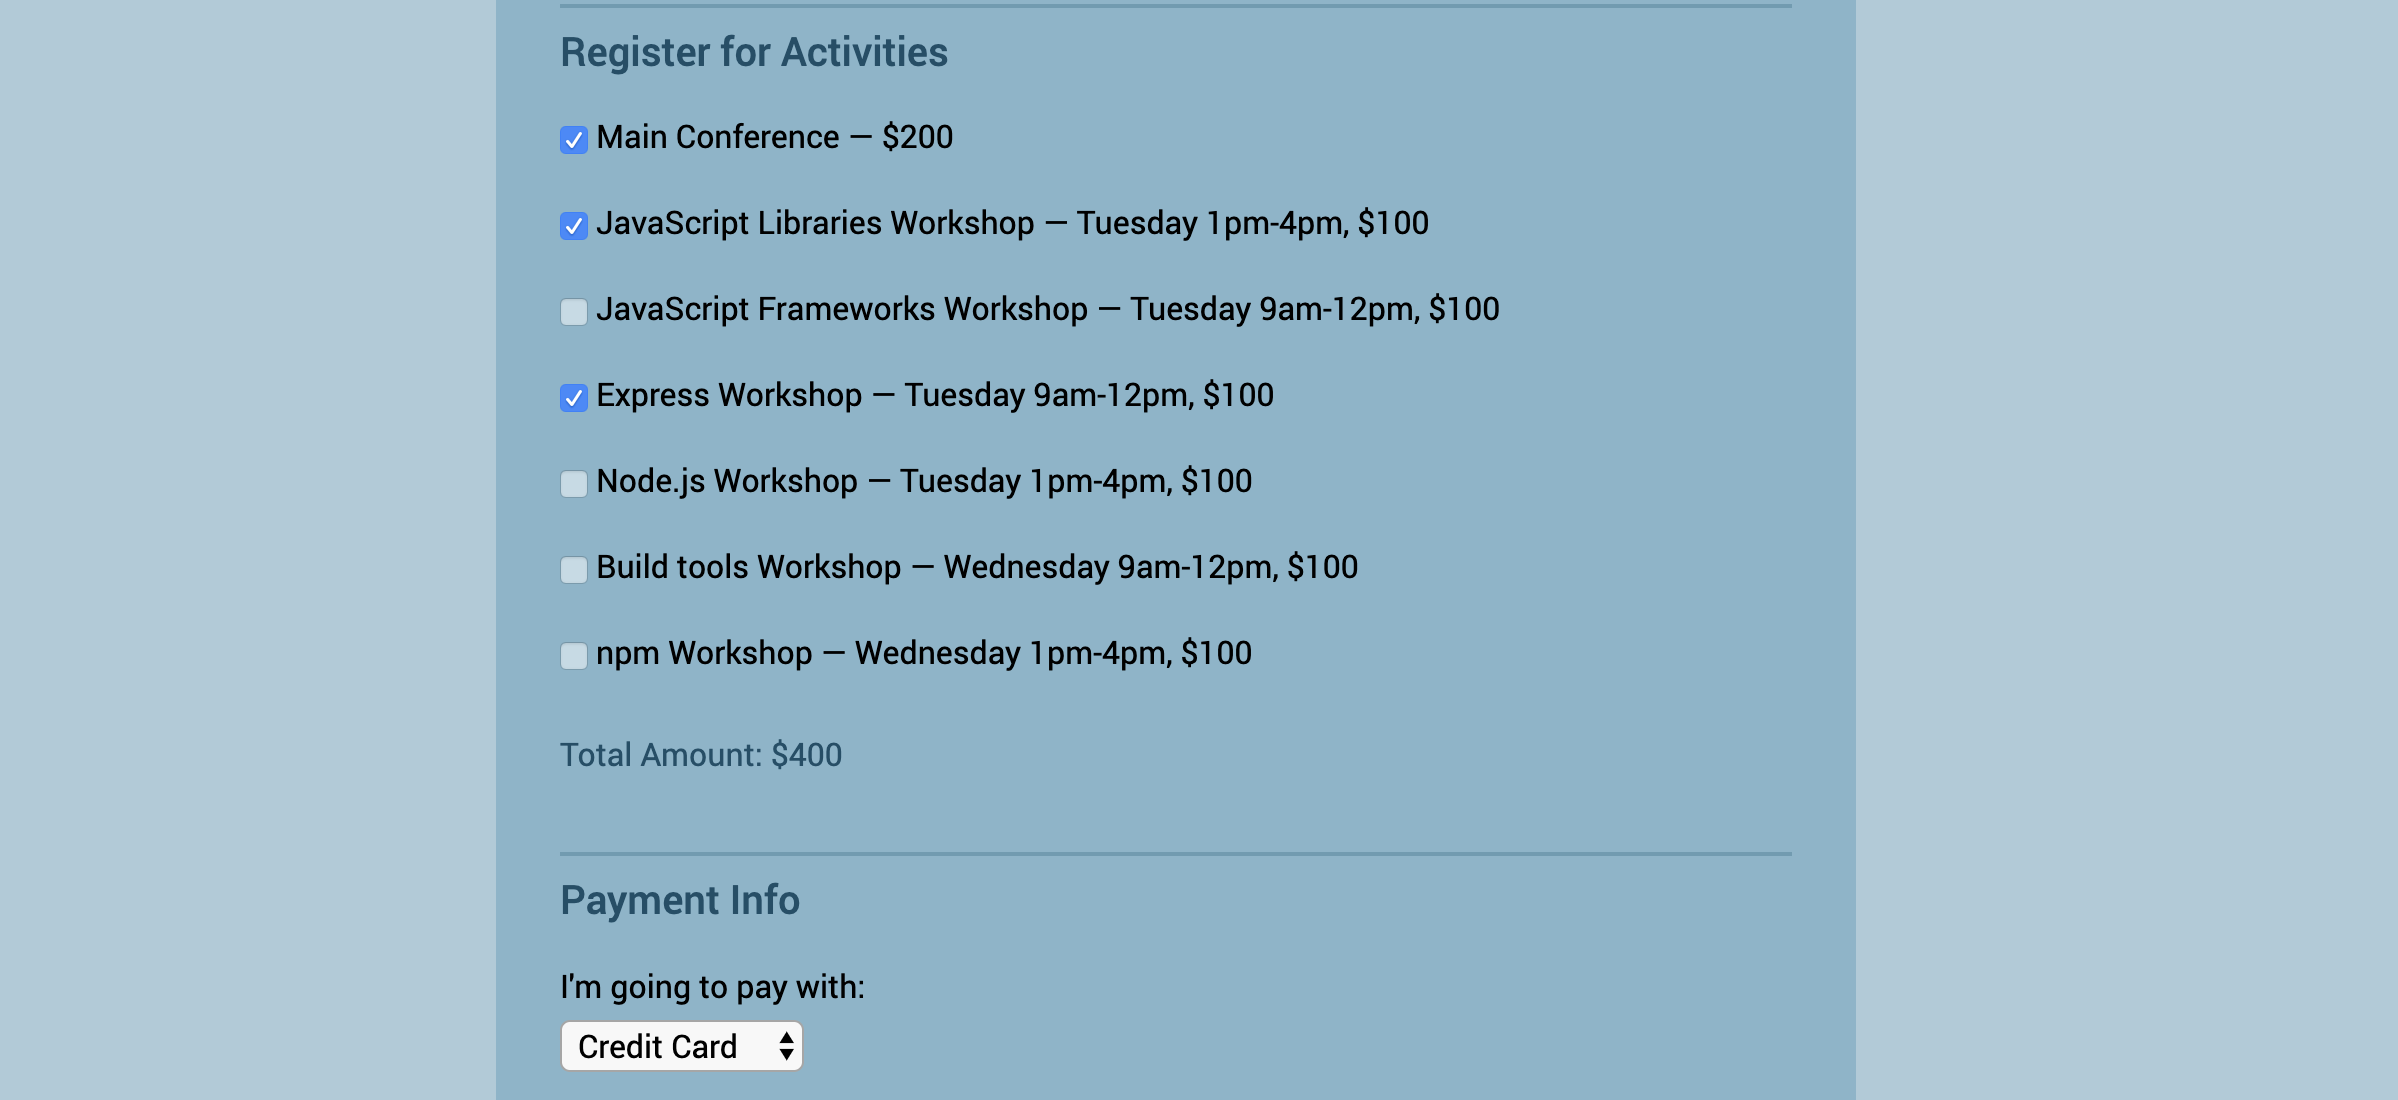 Register for Activities
Main Conference — $200
JavaScript Libraries Workshop — Tuesday 1pm-4pm, $100
JavaScript Frameworks Workshop — Tuesday 9am-12pm, $100
Express Workshop — Tuesday 9am-12pm, $100
Node.js Workshop — Tuesday 1pm-4pm, $100
Build tools Workshop — Wednesday 9am-12pm, $100
npm Workshop — Wednesday 1pm-4pm, $100
Total Amount: $400
Payment Info
I'm going to pay with:
Credit Card